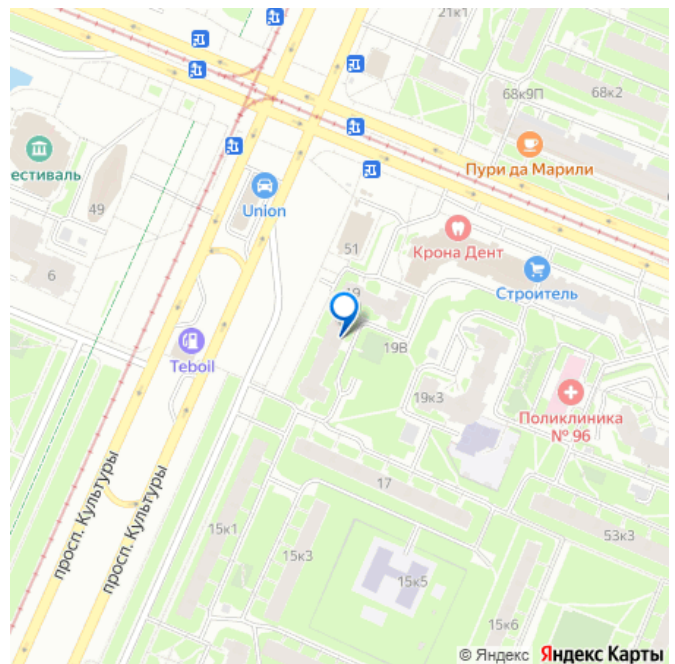 21к1
68к9П
68к2
Пури да Марили
естиваль
49
Union
Крона Дент
51
Строитель
6
19
Teboil
19В
19к3
Поликлиника
№ 96
просп. Культуры
просп. Культуры
17
15к1
15к3
53к3
15к5
15к6
© Яндекс Яндекс Карты